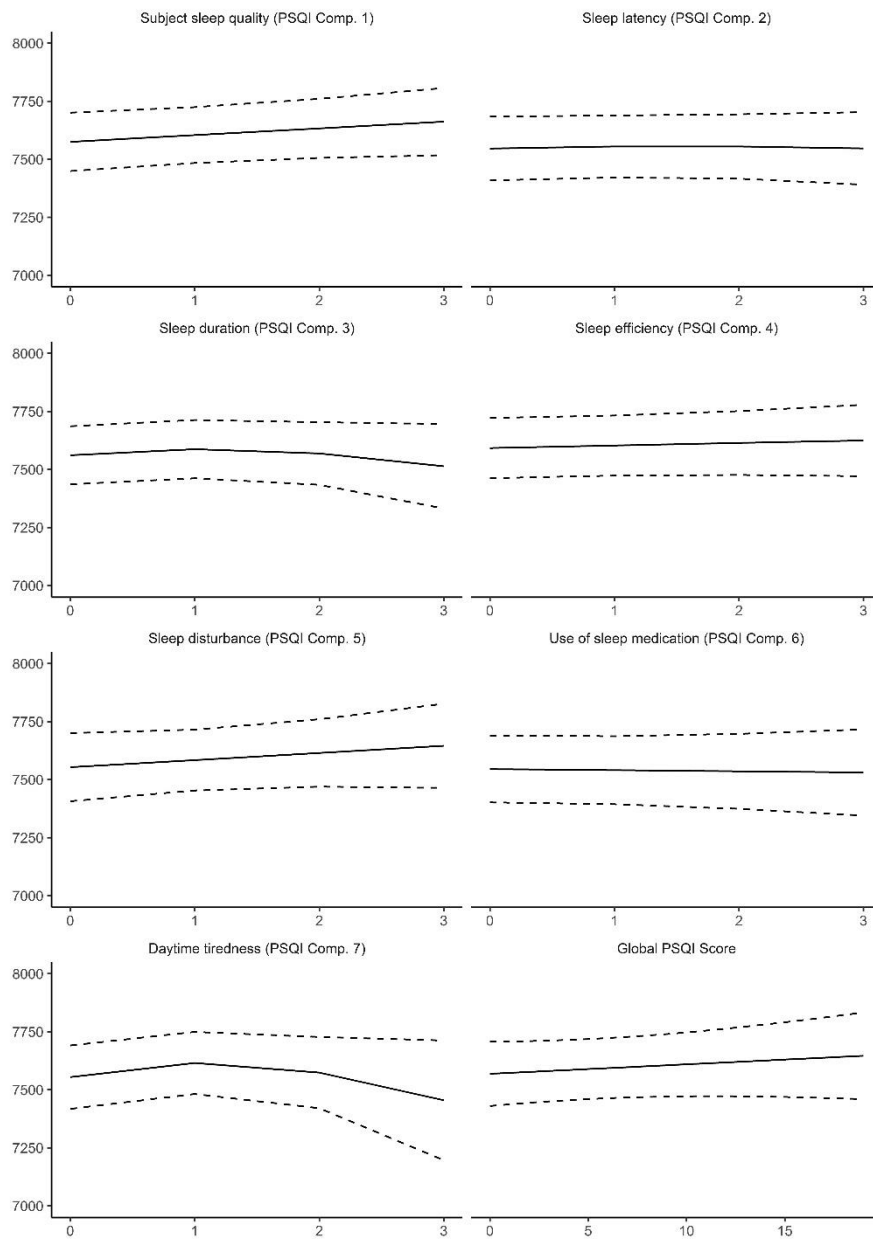 Subject sleep quality (PSQI Comp. 1)
8000
7750
7500
7250
7000
0 1 2 3
Sleep latency (PSQI Comp. 2)
0 1 2 3
Sleep duration (PSQI Comp. 3)
8000
7750
7500
7250
7000
0 1 2 3
Sleep efficiency (PSQI Comp. 4)
0 1 2 3
Sleep disturbance (PSQI Comp. 5)
8000
7750
7500
7250
7000
0 1 2 3
Use of sleep medication (PSQI Comp. 6)
0 1 2 3
Daytime tiredness (PSQI Comp. 7)
8000
7750
7500
7250
7000
0 1 2 3
Global PSQI Score
0 5 10 15